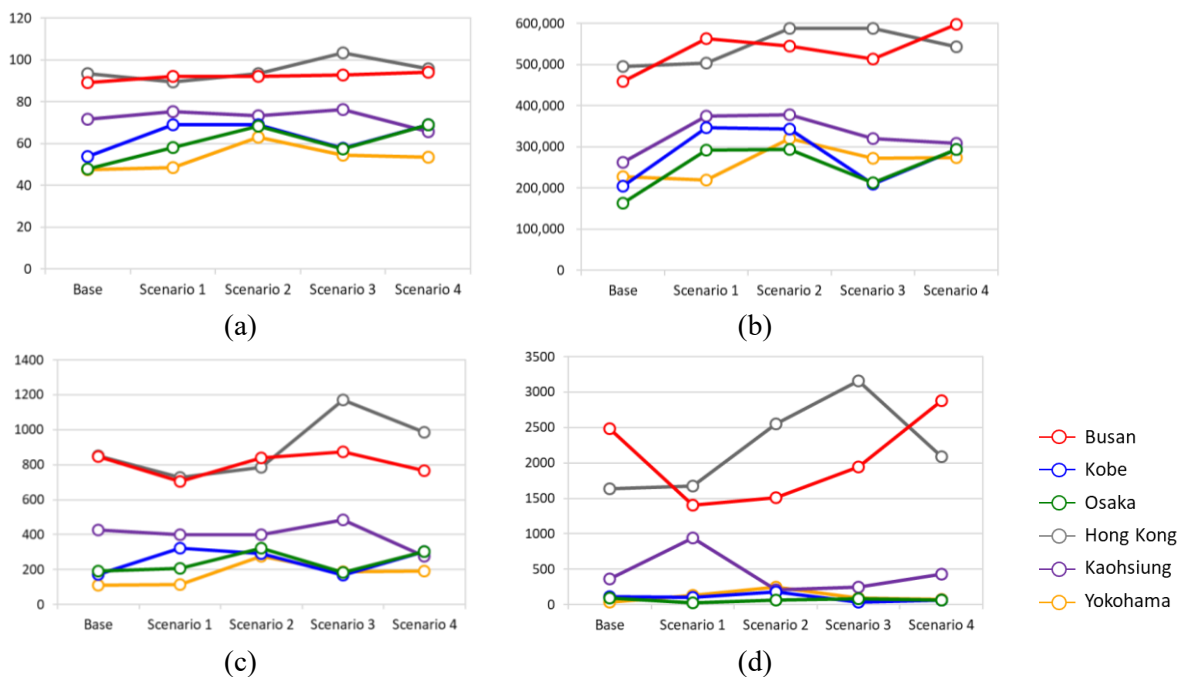 120
100
80
60
40
20
0
Base Scenario 1 Scenario 2 Scenario 3 Scenario 4
(a)
600,000
500,000
400,000
300,000
200,000
100,000
0
Base Scenario 1 Scenario 2 Scenario 3 Scenario 4
(b)
1400
1200
1000
800
600
400
200
0
Base Scenario 1 Scenario 2 Scenario 3 Scenario 4
(c)
3500
3000
2500
2000
1500
1000
500
0
Base Scenario 1 Scenario 2 Scenario 3 Scenario 4
(d)
Busan
Kobe
Osaka
Hong Kong
Kaohsiung
Yokohama